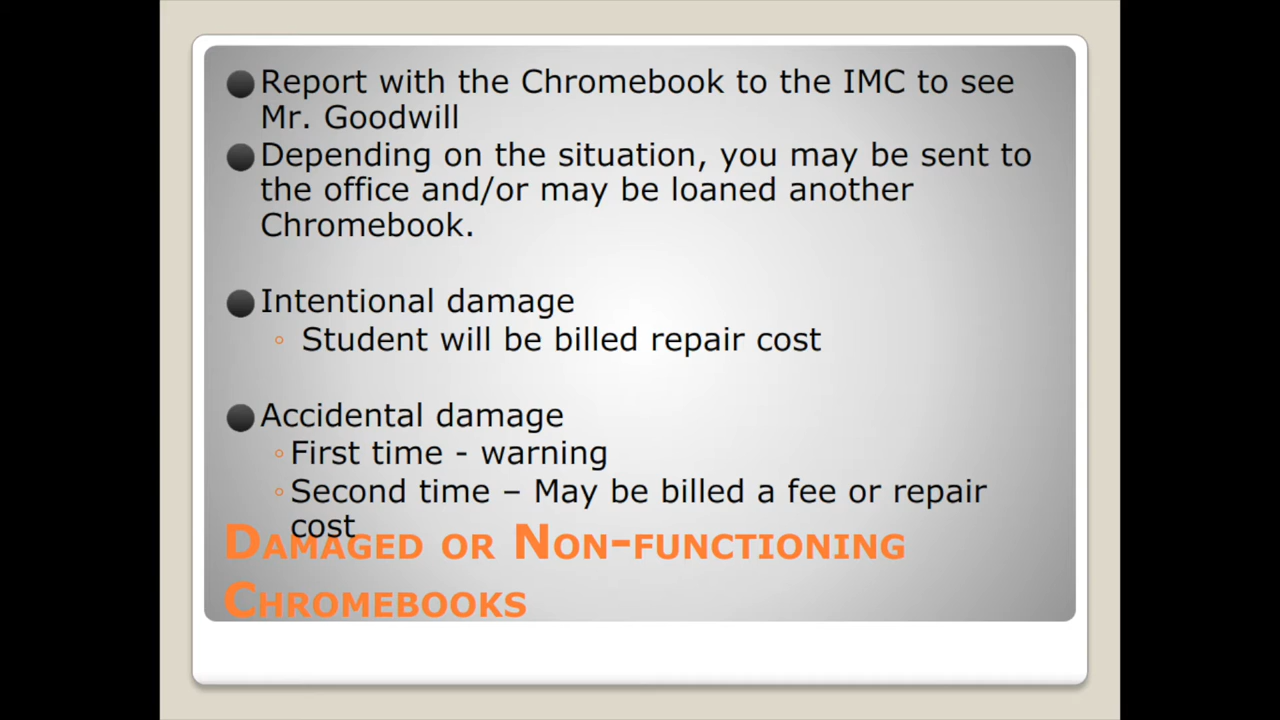 Report with the Chromebook to the IMC to see
Mr. Goodwill
Depending on the situation, you may be sent to
the office and/or may be loaned another
Chromebook.
Intentional damage
Student will be billed repair cost
Accidental damage
First time - warning
Second time – May be billed a fee or repair
cost
Damaged or Non-functioning
Chromebooks